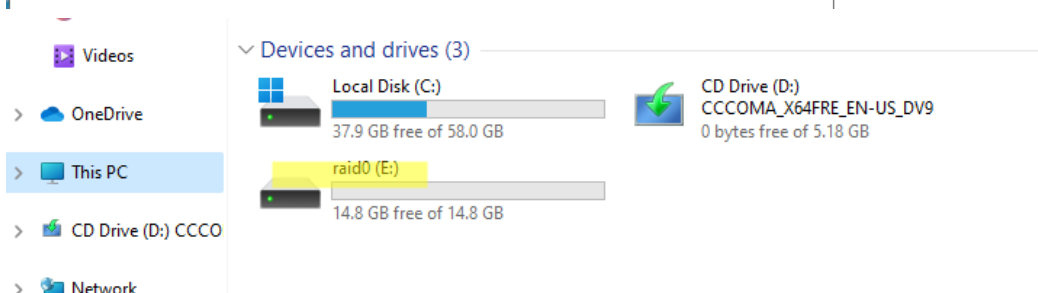 Videos
OneDrive
This PC
CD Drive (D:) CCCO
Network
Devices and drives (3)
Local Disk (C:)
37.9 GB free of 58.0 GB
CD Drive (D:)
CCCOMA_X64FRE_EN-US_DV9
0 bytes free of 5.18 GB
raid0 (E:)
14.8 GB free of 14.8 GB